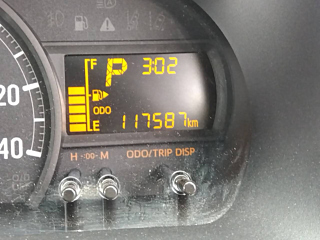 F P 3:02
20
ODO
E 117587km
40
H -00- M ODO/TRIP DISP